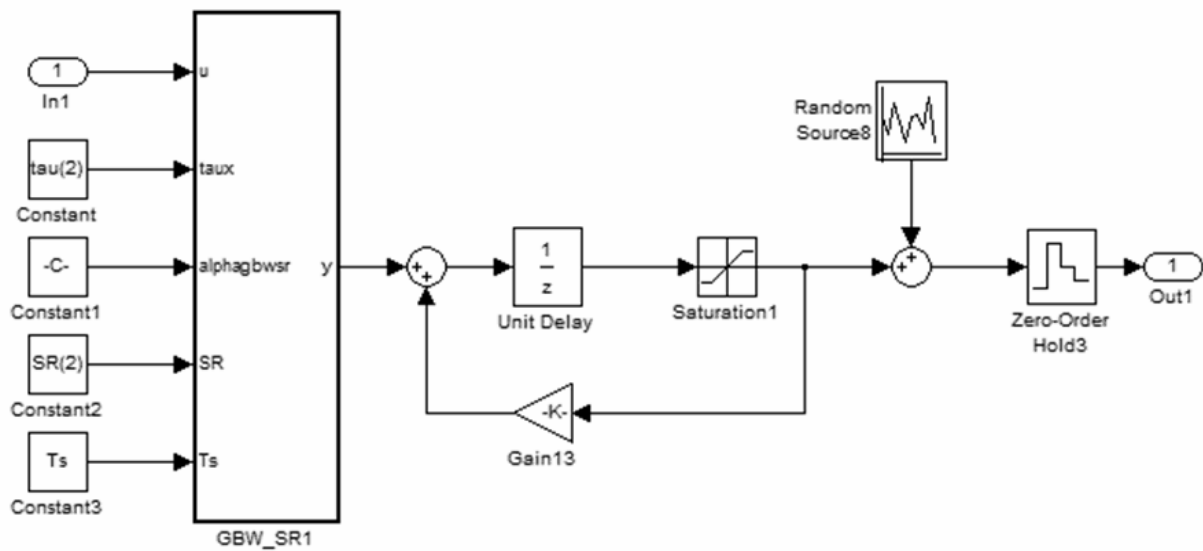 1
In1
tau(2)
Constant
-C-
Constant1
SR(2)
Constant2
Ts
Constant3
u
taux
alphagbwsr
y
SR
Ts
GBW_SR1
+
+
1
z
Unit Delay
Saturation1
-K-
Gain13
Random
Source8
+
+
Zero-Order
Hold3
1
Out1